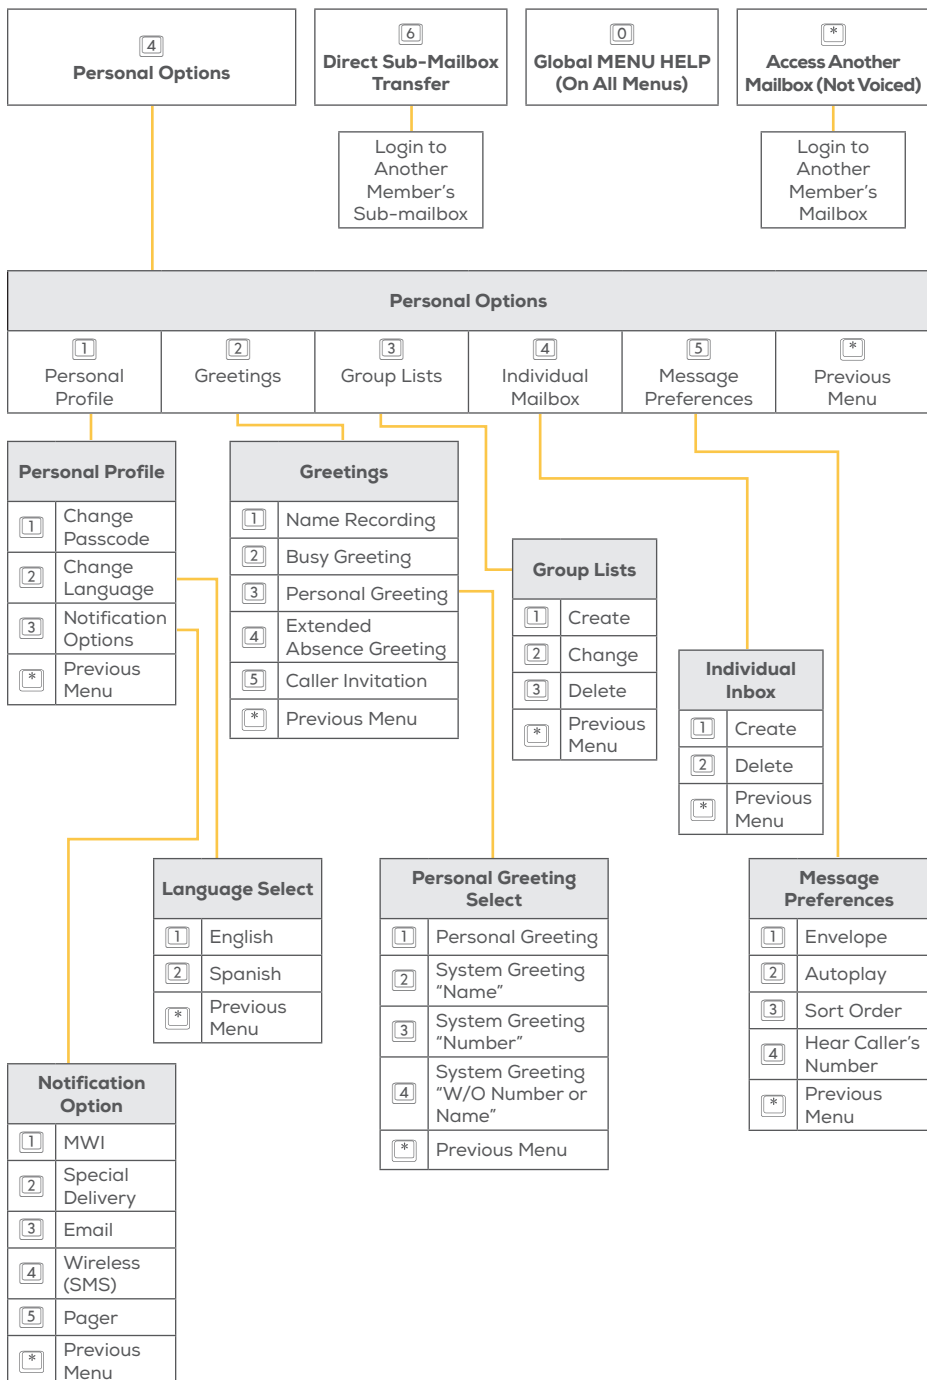 4
Personal Options
6
Direct Sub-Mailbox
Transfer
0
Global MENU HELP
(On All Menus)
*
Access Another
Mailbox (Not Voiced)
Login to
Another
Member's
Sub-mailbox
Login to
Another
Member's
Mailbox
Personal Options
1
Personal
Profile
2
Greetings
3
Group Lists
4
Individual
Mailbox
5
Message
Preferences
*
Previous
Menu
Personal Profile
1 Change
Passcode
2 Change
Language
3 Notification
Options
* Previous
Menu
Greetings
1 Name Recording
2 Busy Greeting
3 Personal Greeting
4 Extended
Absence Greeting
5 Caller Invitation
* Previous Menu
Group Lists
1 Create
2 Change
3 Delete
* Previous
Menu
Individual
Inbox
1 Create
2 Delete
* Previous
Menu
Language Select
1 English
2 Spanish
* Previous
Menu
Personal Greeting
Select
1 Personal Greeting
2 System Greeting
"Name"
3 System Greeting
"Number"
4 System Greeting
"W/O Number or
Name"
* Previous Menu
Message
Preferences
1 Envelope
2 Autoplay
3 Sort Order
4 Hear Caller's
Number
* Previous
Menu
Notification
Option
1 MWI
2 Special
Delivery
3 Email
4 Wireless
(SMS)
5 Pager
* Previous
Menu